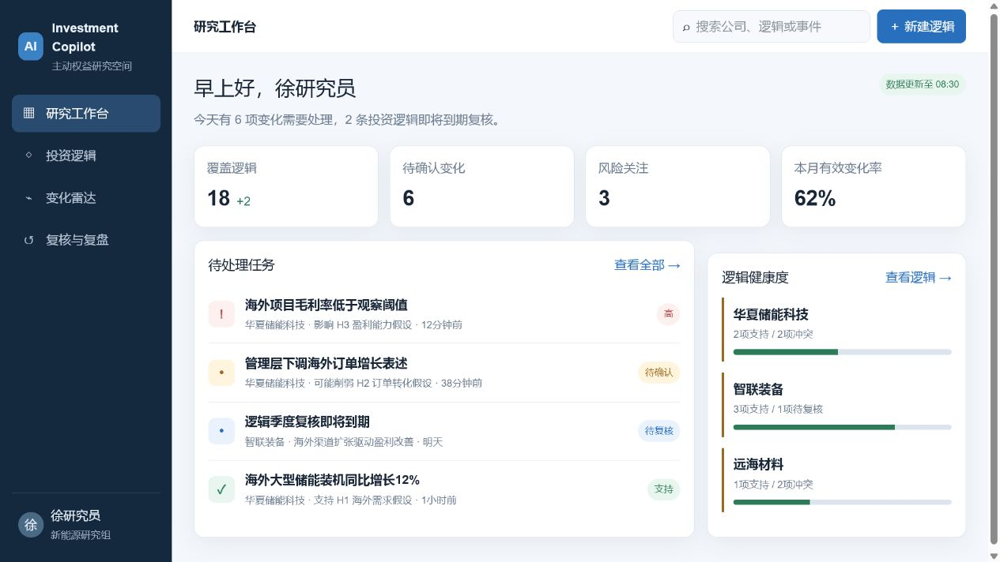 AI
Investment
Copilot
主动权益研究空间
研究工作台
投资逻辑
变化雷达
复核与复盘
徐
徐研究员
新能源研究组
研究工作台
搜索公司、逻辑或事件
+ 新建逻辑
早上好，徐研究员
数据更新至 08:30
今天有 6 项变化需要处理，2 条投资逻辑即将到期复核。
覆盖逻辑
18 +2
待确认变化
6
风险关注
3
本月有效变化率
62%
待处理任务
查看全部 →
!
海外项目毛利率低于观察阈值
华夏储能科技 · 影响 H3 盈利能力假设 · 12分钟前
高
管理层下调海外订单增长表述
华夏储能科技 · 可能削弱 H2 订单转化假设 · 38分钟前
待确认
逻辑季度复核即将到期
智联装备 · 海外渠道扩张驱动盈利改善 · 明天
待复核
✓
海外大型储能装机同比增长12%
华夏储能科技 · 支持 H1 海外需求假设 · 1小时前
支持
逻辑健康度
查看逻辑 →
华夏储能科技
2项支持 / 2项冲突
智联装备
3项支持 / 1项待复核
远海材料
1项支持 / 2项冲突